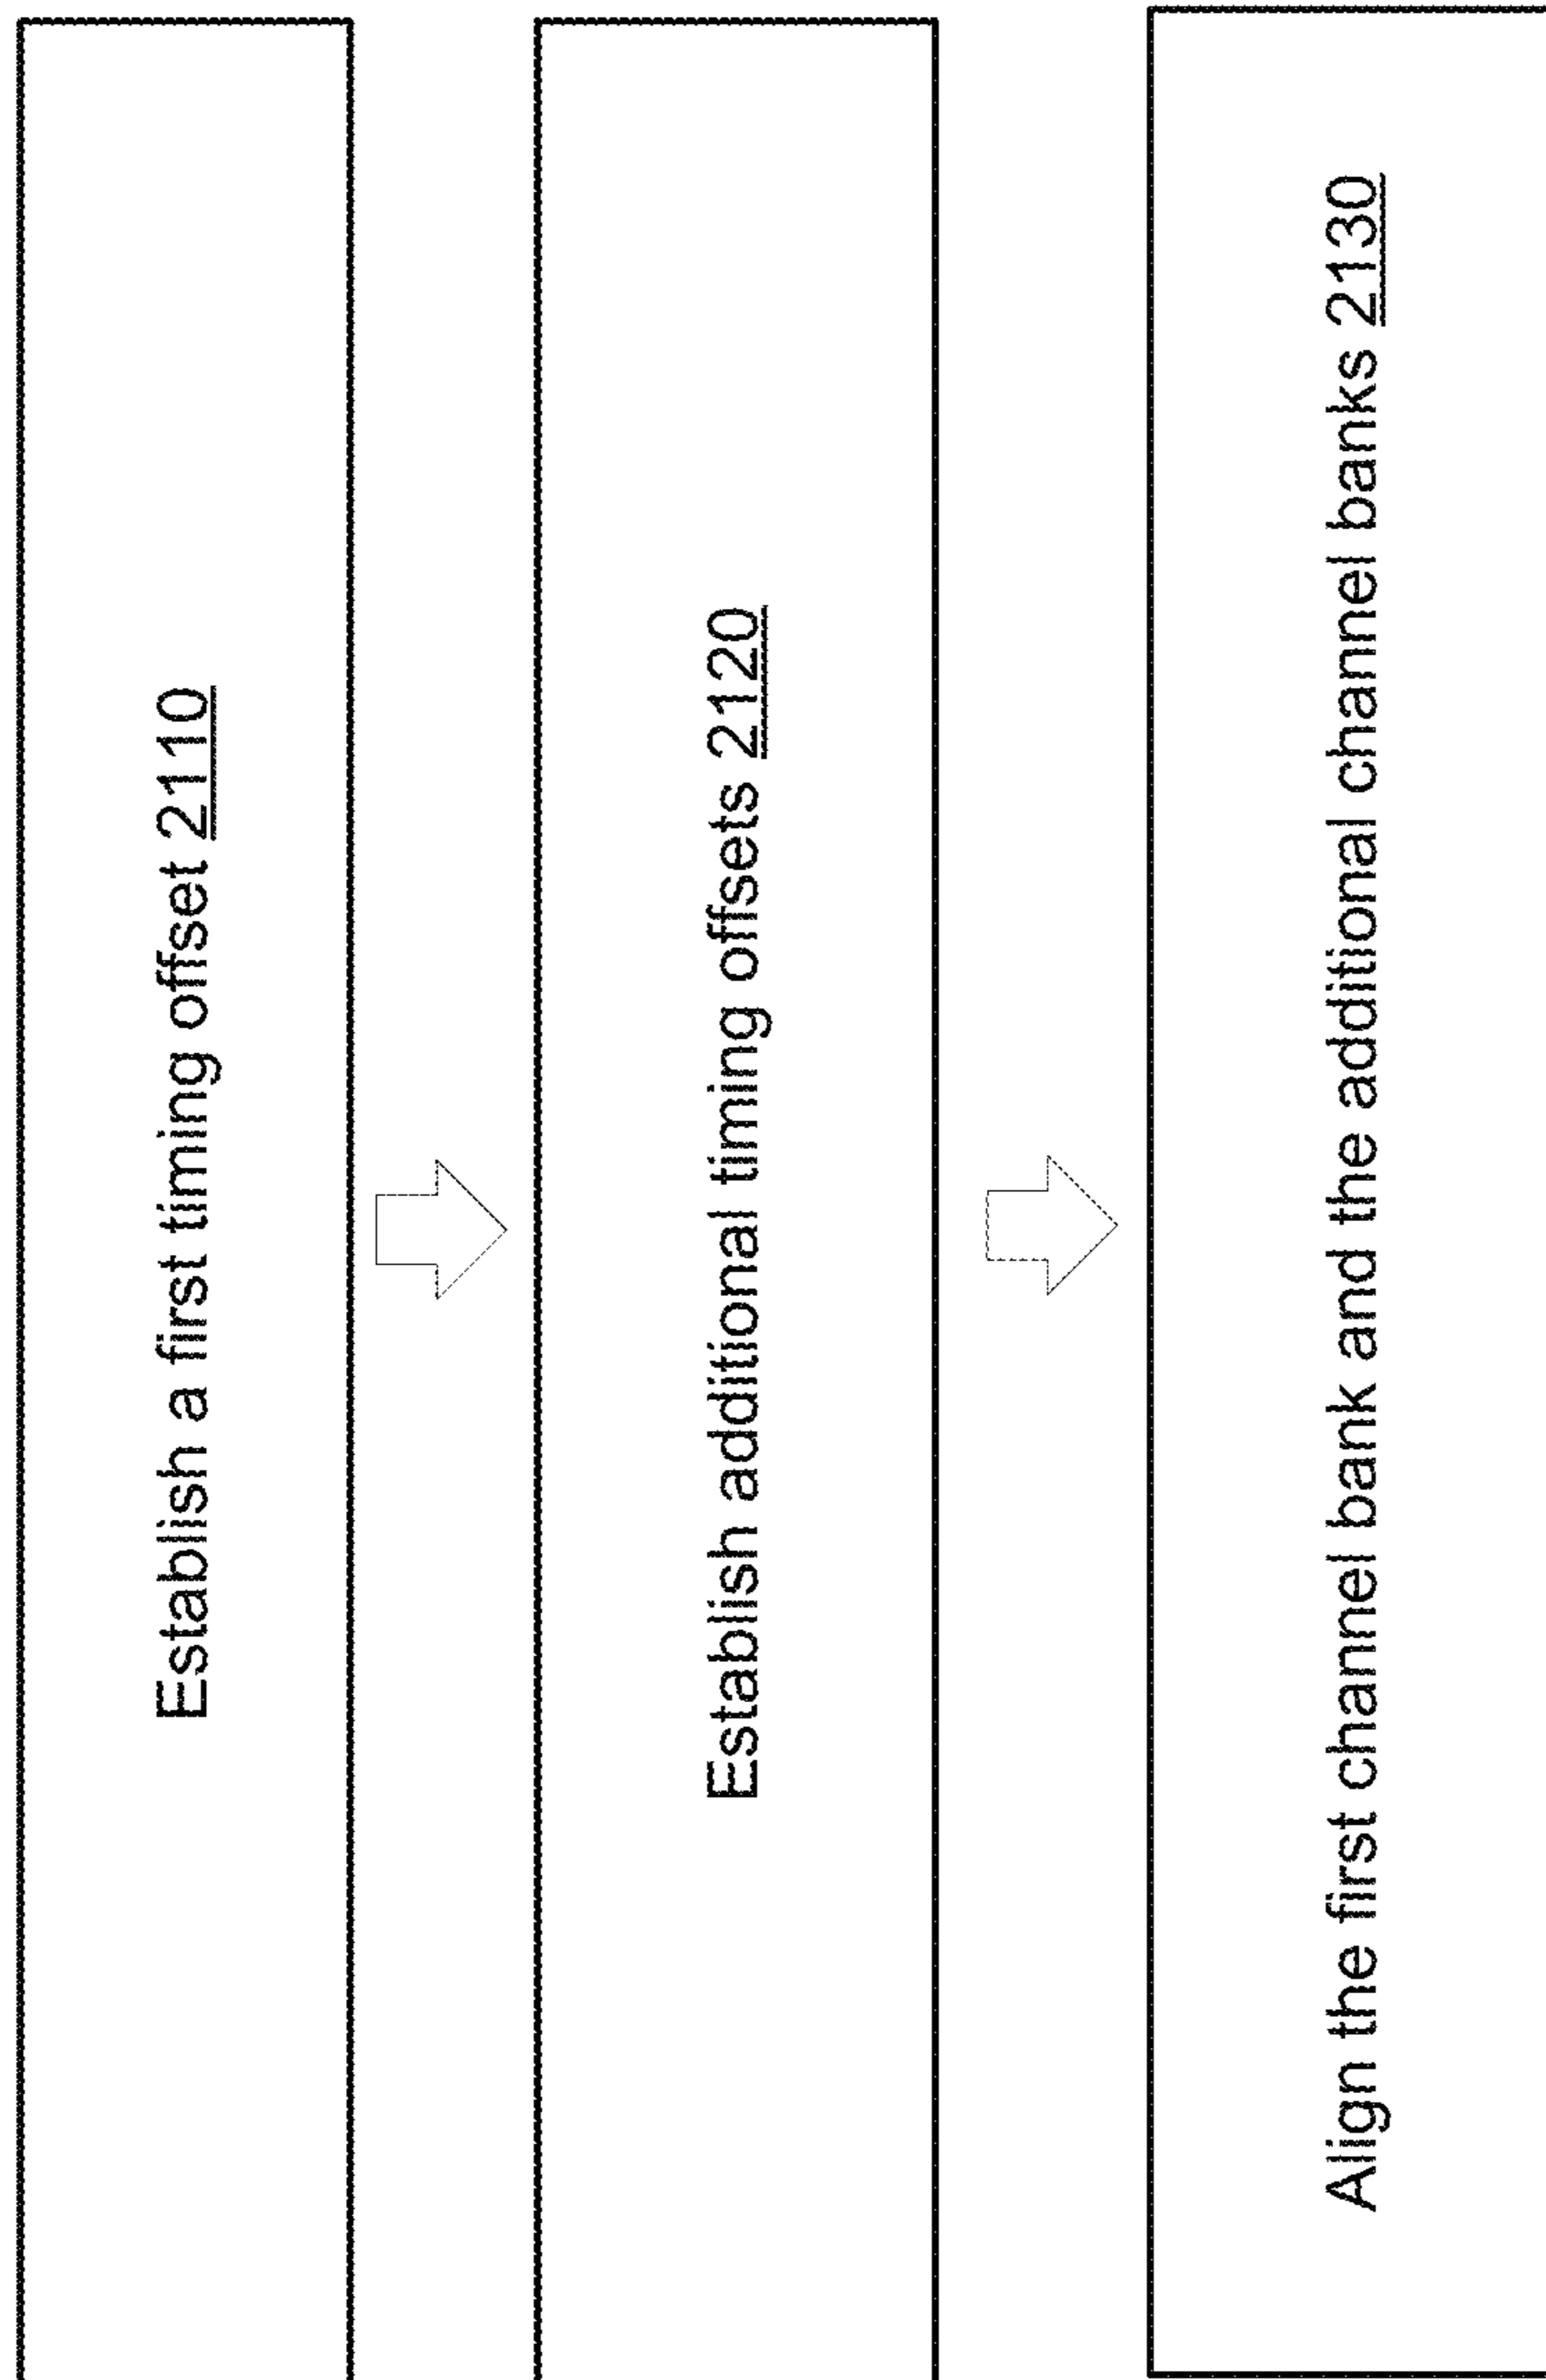 Establish a first timing offset 2110
Establish additional timing offsets 2120
Align the first channel bank and the additional channel banks 2130